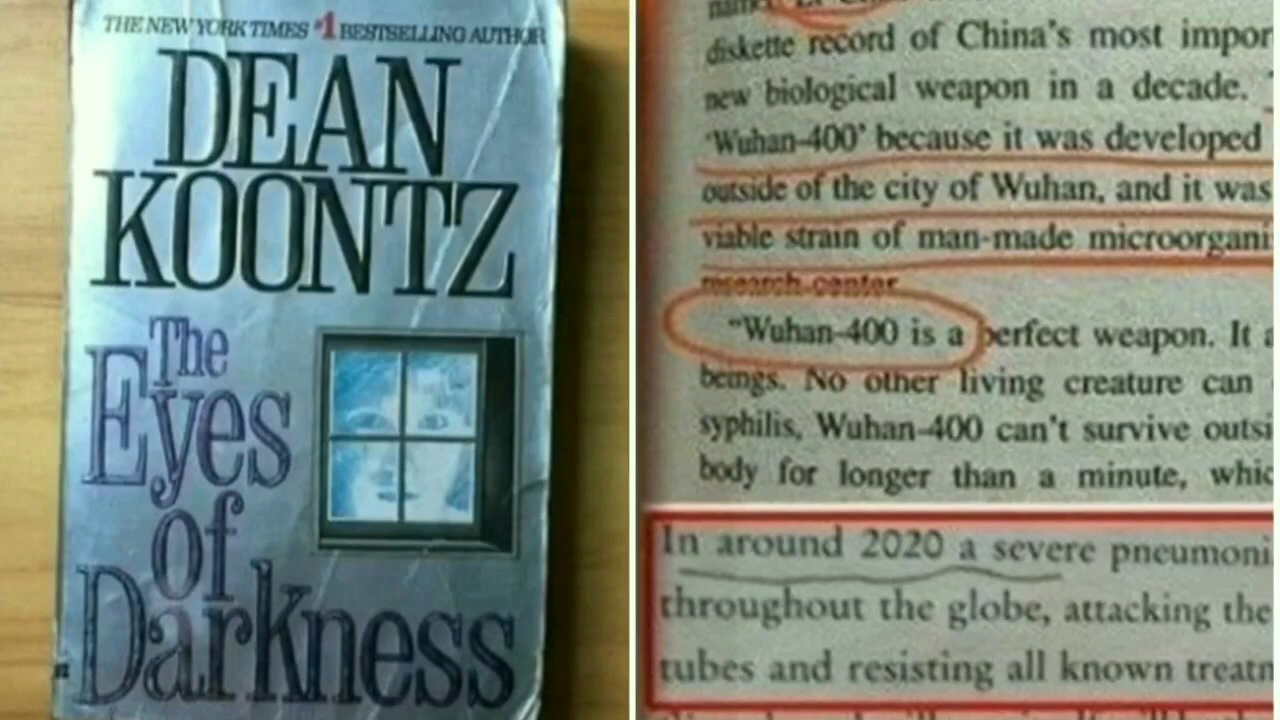 THE NEW YORK TIMES #1 BESTSELLING AUTHOR
DEAN
KOONTZ
The
Eyes
of
Darkness
diskette record of China's most impor
new biological weapon in a decade.
'Wuhan-400' because it was developed
outside of the city of Wuhan, and it was
viable strain of man-made microorgani
research center
"Wuhan-400 is a perfect weapon. It a
beings. No other living creature can
syphilis, Wuhan-400 can't survive outsi
body for longer than a minute, whic
In around 2020 a severe pneumoni
throughout the globe, attacking the
tubes and resisting all known treatn